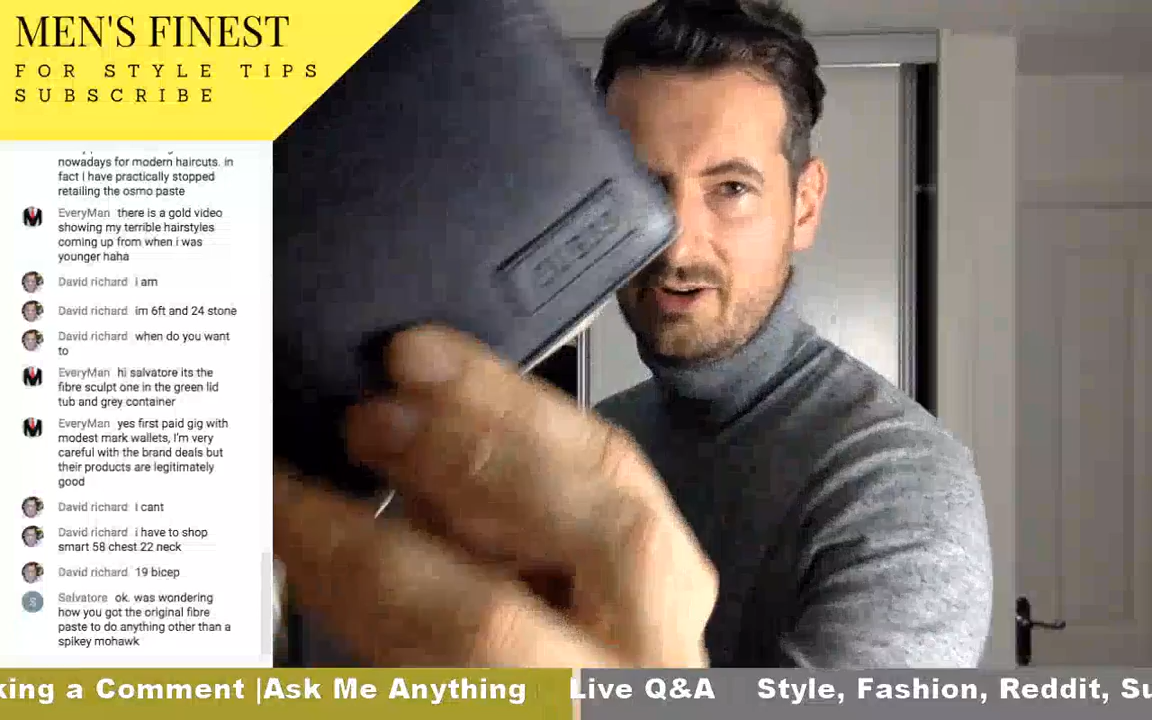 MEN'S FINEST
FOR STYLE TIPS
SUBSCRIBE
nowadays for modern haircuts. in
fact I have practically stopped
retailing the osmo paste
EveryMan there is a gold video
showing my terrible hairstyles
coming up from when i was
younger haha
David richard i am
David richard im 6ft and 24 stone
David richard when do you want
to
EveryMan hi salvatore its the
fibre sculpt one in the green lid
tub and grey container
EveryMan yes first paid gig with
modest mark wallets, I'm very
careful with the brand deals but
their products are legitimately
good
David richard I cant
David richard i have to shop
smart 58 chest 22 neck
David richard 19 bicep
S
Salvatore ok. was wondering
how you got the original fibre
paste to do anything other than a
spikey mohawk
king a Comment |Ask Me Anything Live Q&A Style, Fashion, Reddit, Su